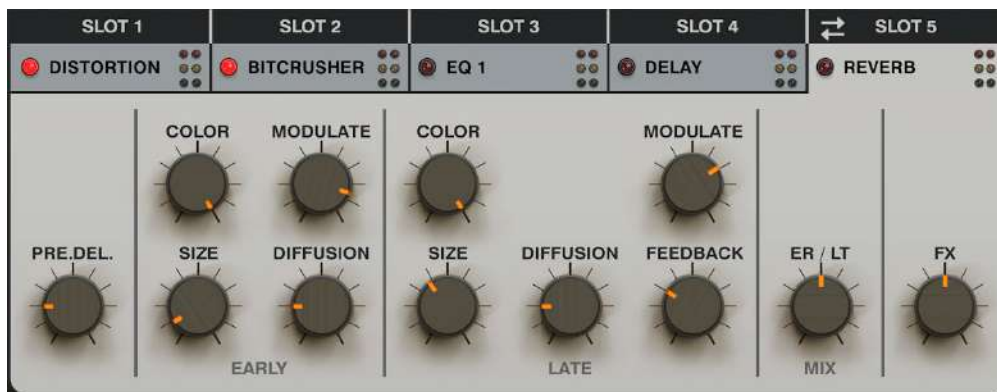 SLOT 1 SLOT 2 SLOT 3 SLOT 4 SLOT 5
DISTORTION BITCRUSHER EQ 1 DELAY REVERB
COLOR MODULATE COLOR MODULATE
PRE.DEL. SIZE DIFFUSION SIZE DIFFUSION FEEDBACK ER / LT FX
EARLY LATE MIX